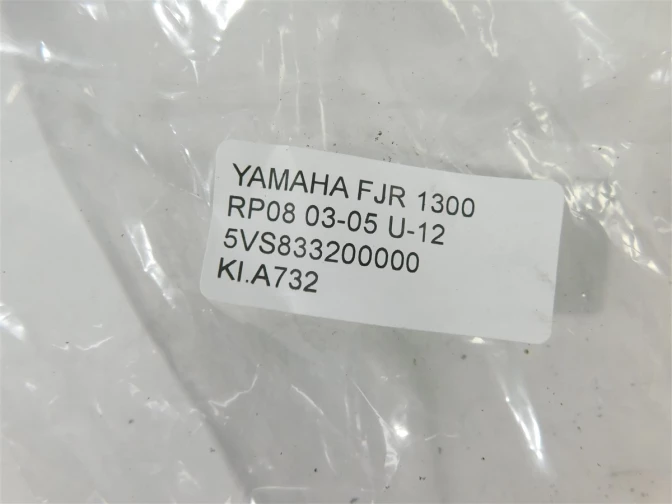 YAMAHA FJR 1300
RP08 03-05 U-12
5VS833200000
KI.A732